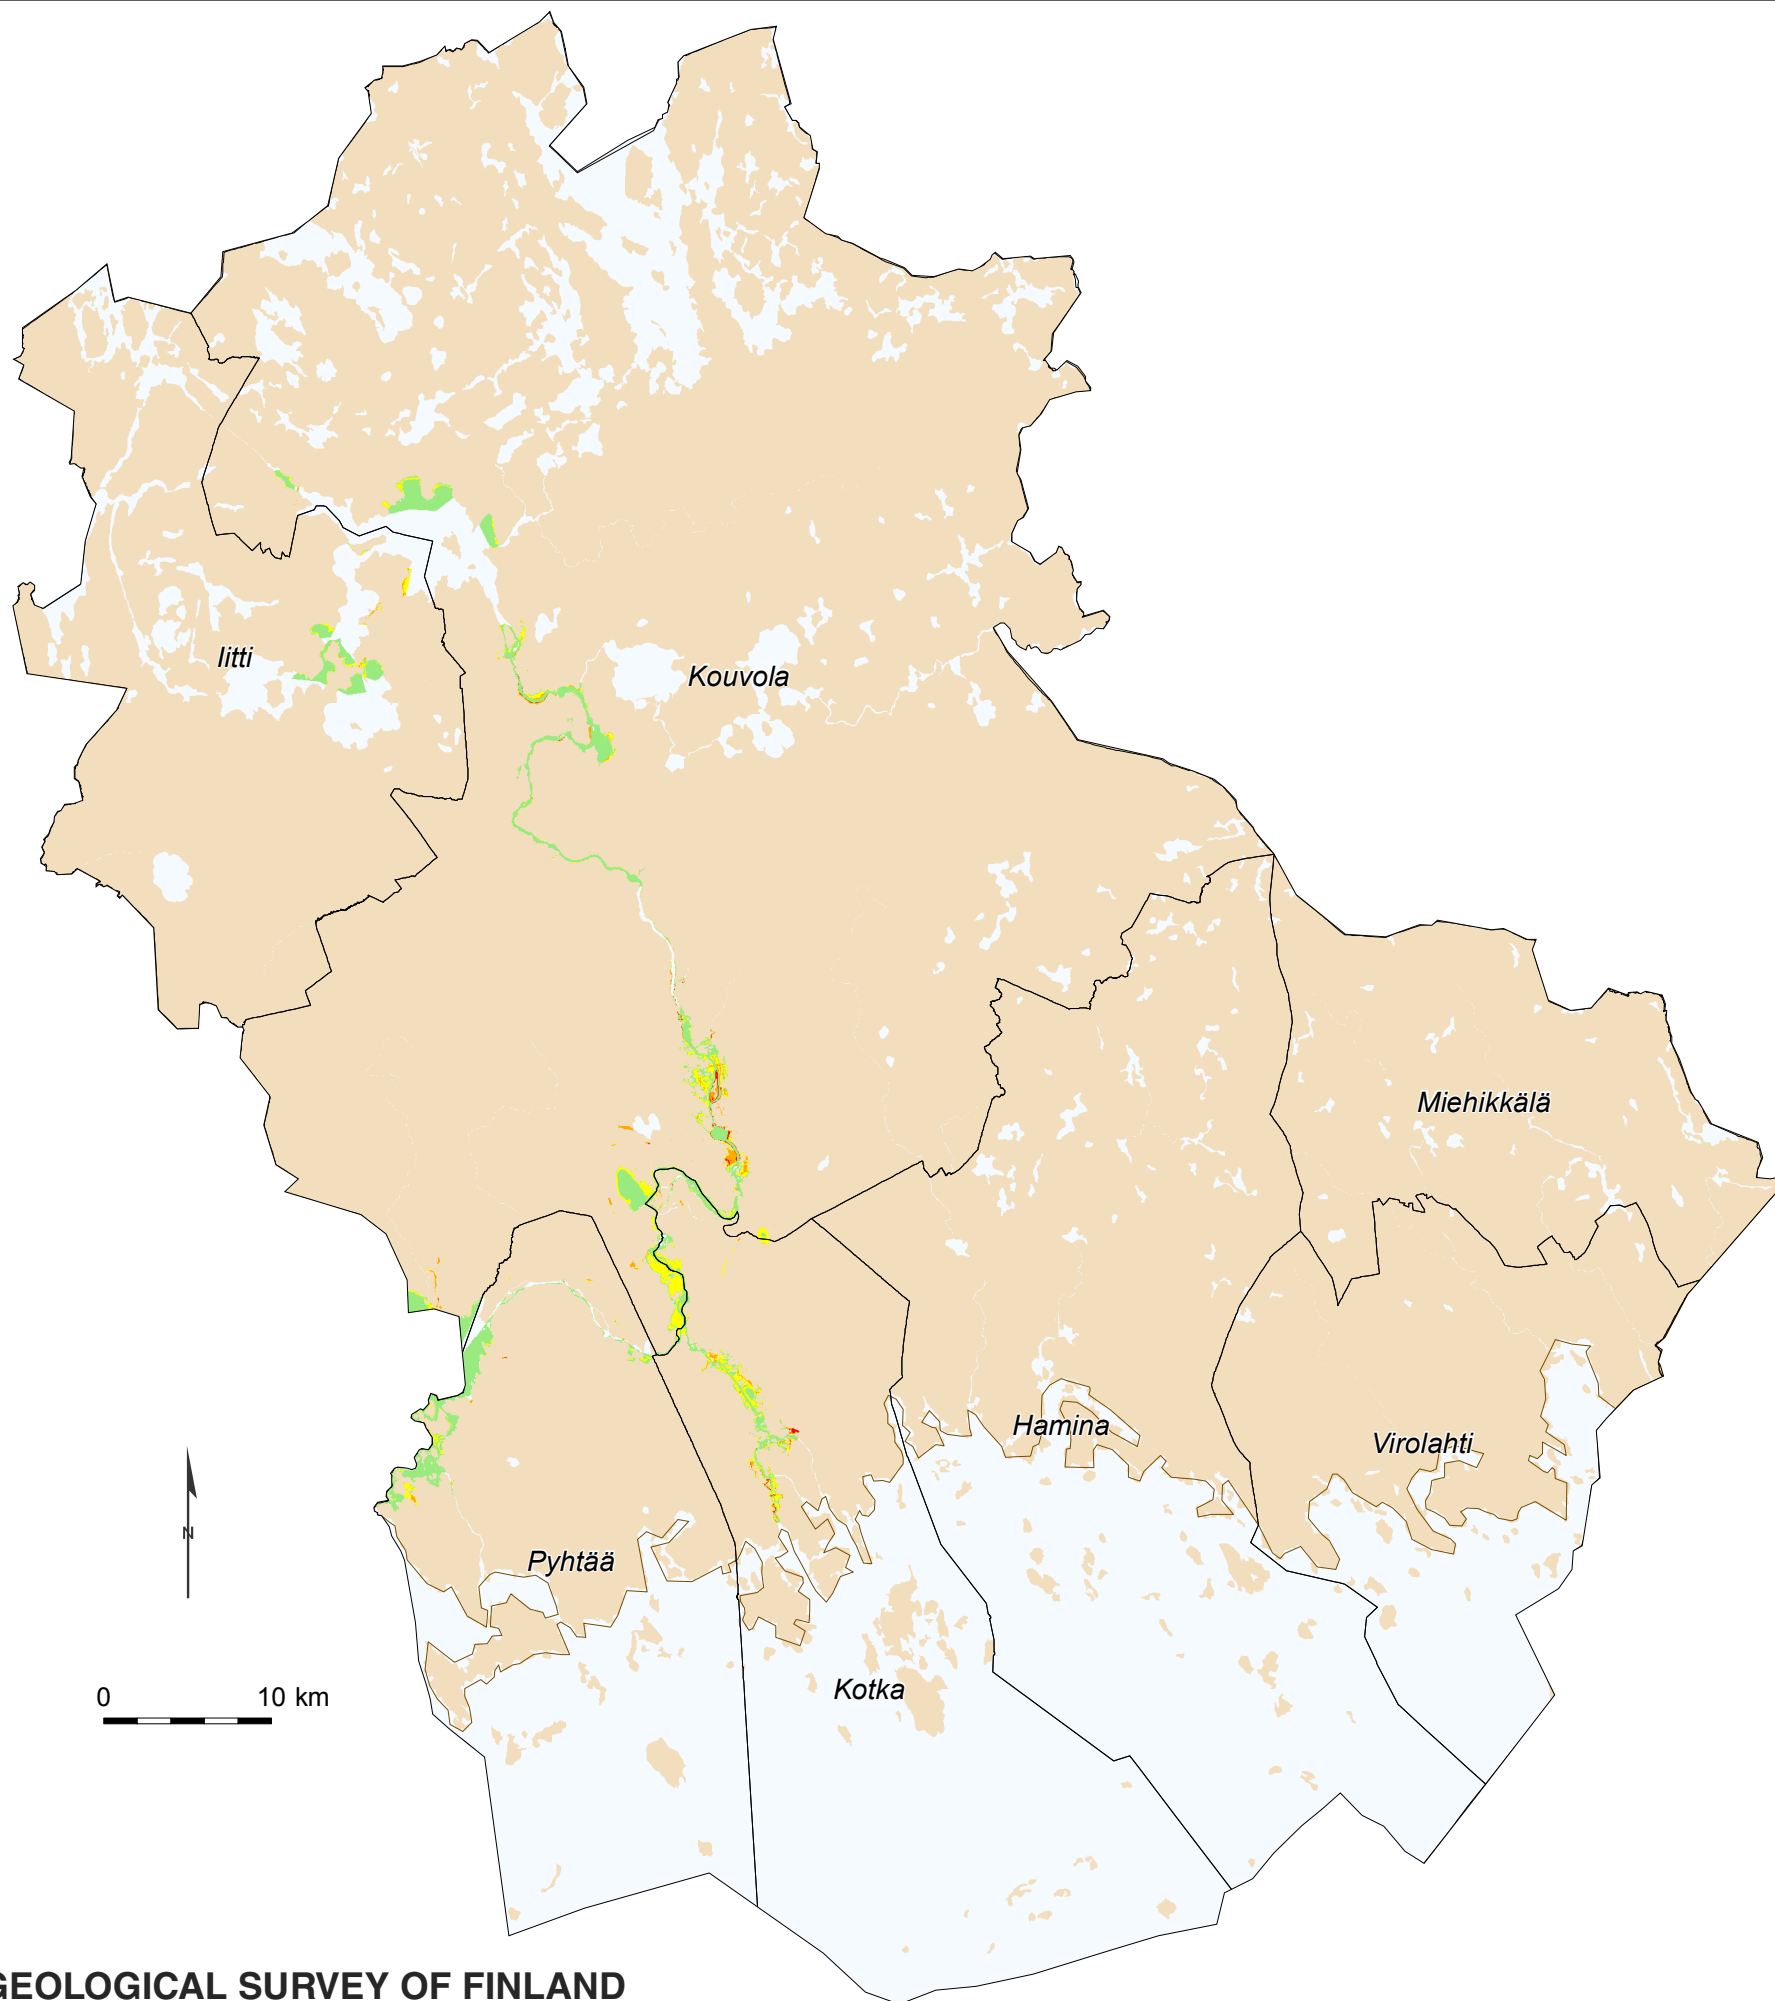 Iitti
Kouvola
Miehikkälä
Hamina
Virolahti
N
Pyhtää
Kotka
0 10 km
GEOLOGICAL SURVEY OF FINLAND